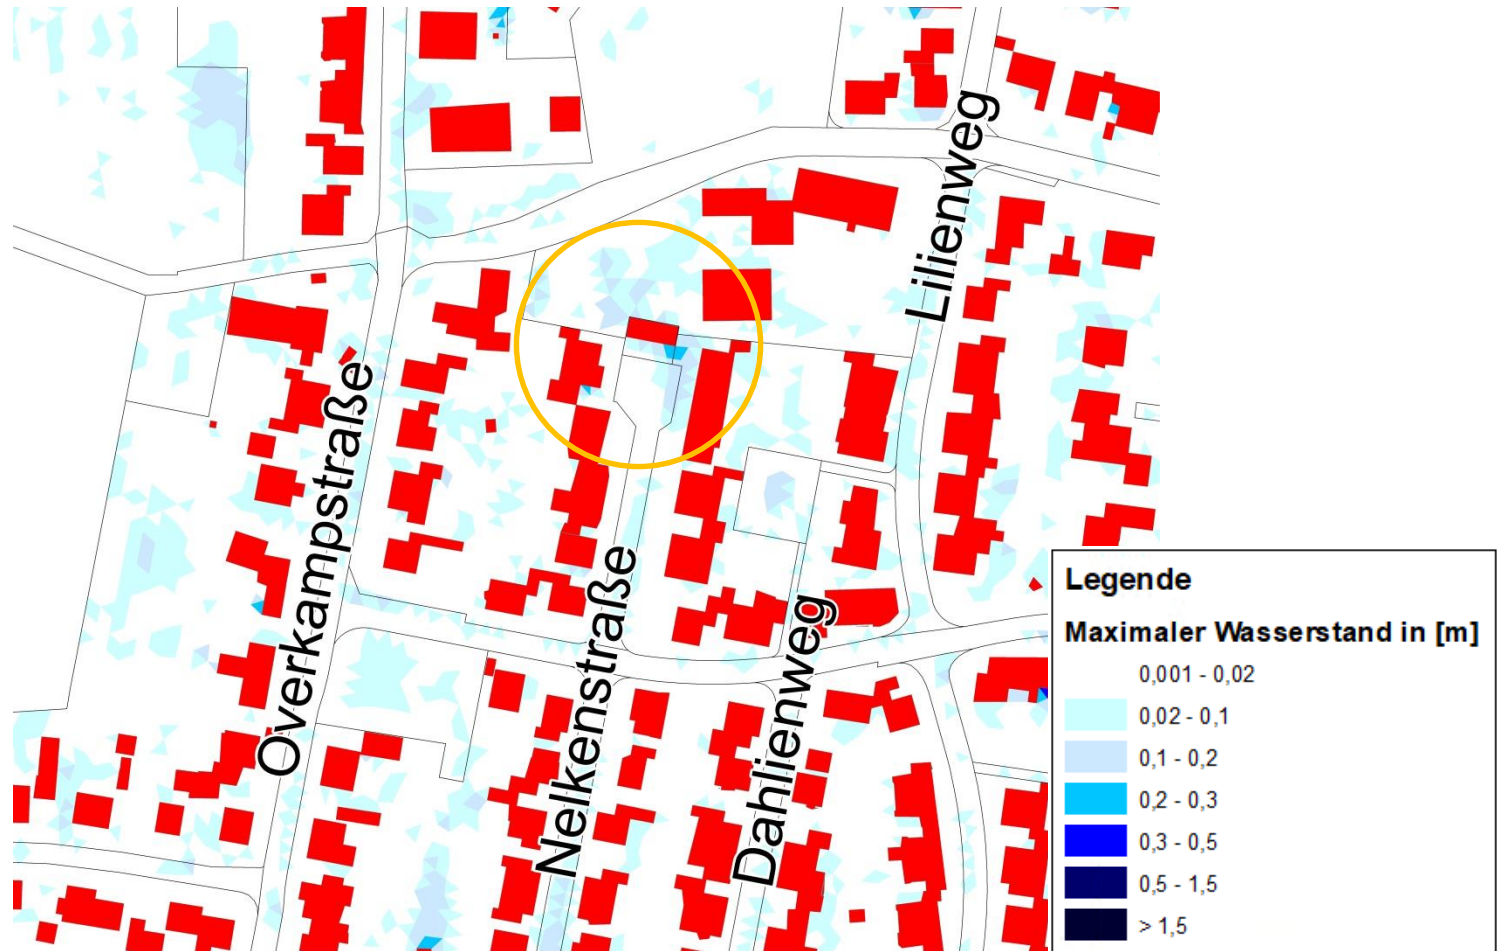 Lilienweg
Overkampstraße
Nelkenstraße
Dahlienweg
Legende
Maximaler Wasserstand in [m]
0,001 - 0,02
0,02 - 0,1
0,1 - 0,2
0,2 - 0,3
0,3 - 0,5
0,5 - 1,5
> 1,5